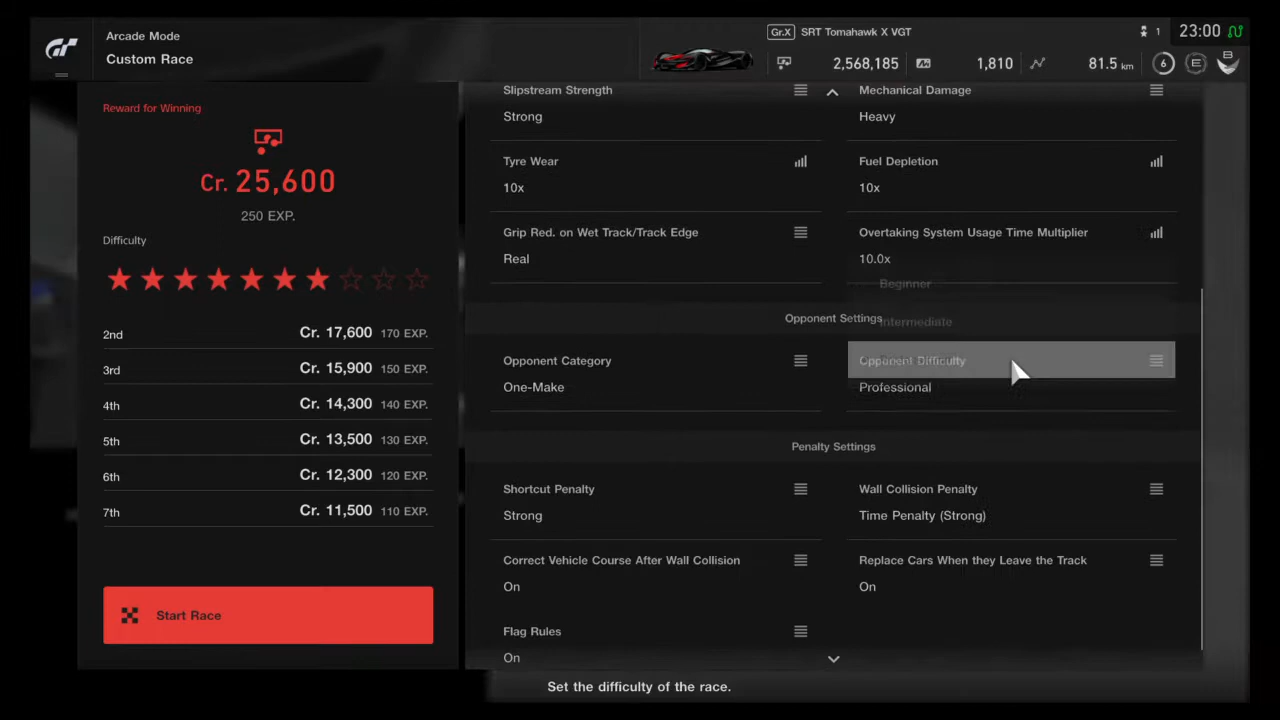 Arcade Mode
Custom Race
Gr.X SRT Tomahawk X VGT
1 23:00
2,568,185 1,810 81.5 km 6 E B
Reward for Winning
Cr. 25,600
250 EXP.
Difficulty
2nd Cr. 17,600 170 EXP.
3rd Cr. 15,900 150 EXP.
4th Cr. 14,300 140 EXP.
5th Cr. 13,500 130 EXP.
6th Cr. 12,300 120 EXP.
7th Cr. 11,500 110 EXP.
Start Race
Slipstream Strength
Strong
Mechanical Damage
Heavy
Tyre Wear
10x
Fuel Depletion
10x
Grip Red. on Wet Track/Track Edge
Real
Overtaking System Usage Time Multiplier
10.0x
Beginner
Intermediate
Opponent Settings
Opponent Category
One-Make
Opponent Difficulty
Professional
Penalty Settings
Shortcut Penalty
Strong
Wall Collision Penalty
Time Penalty (Strong)
Correct Vehicle Course After Wall Collision
On
Replace Cars When they Leave the Track
On
Flag Rules
On
Set the difficulty of the race.